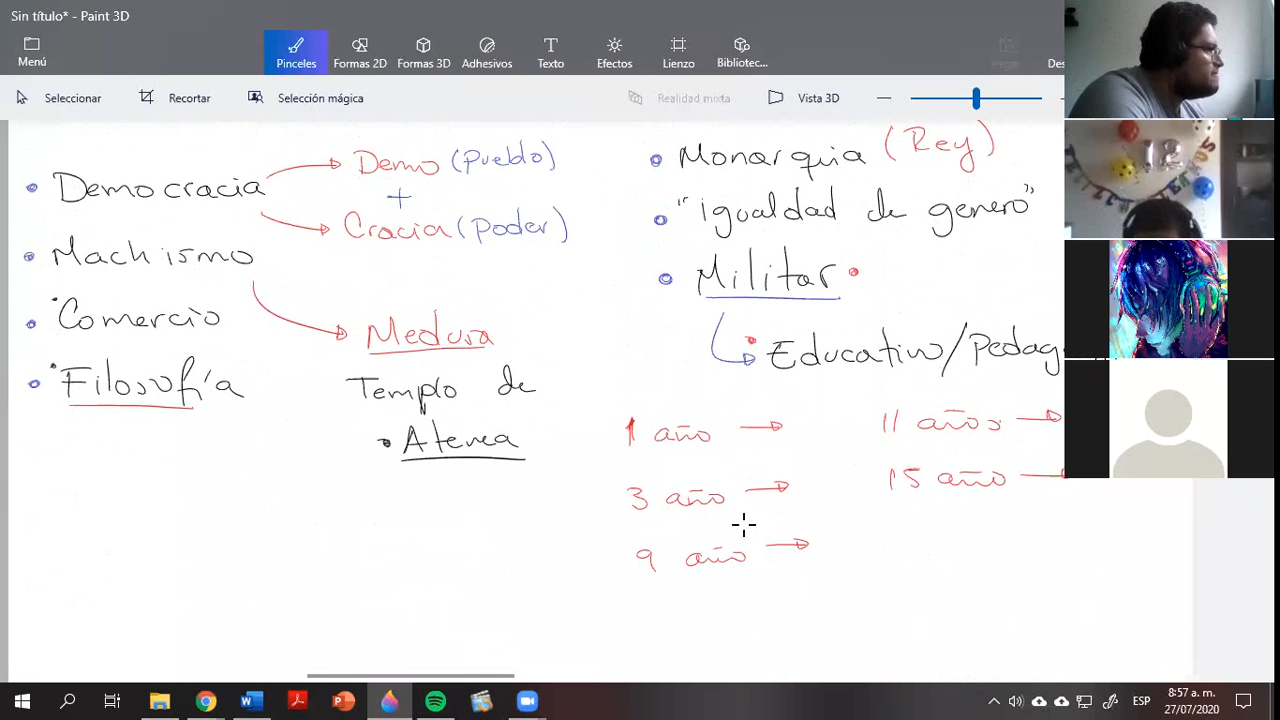 Sin título* - Paint 3D
Menú
Pinceles
Formas 2D
Formas 3D
Adhesivos
Texto
Efectos
Lienzo
Bibliotec...
Seleccionar
Recortar
Selección mágica
Realidad mixta
Vista 3D
• Democracia
Demo (Pueblo)
+
Cracia (Poder)
• Machismo
• Comercio
• Filosofía
Medusa
Templo de
• Atenea
• Monarquia (Rey)
• "igualdad de genero"
• Militar
Educativo/Pedag
1 año →
3 año →
9 año →
11 años →
15 año →
12
ESP
8:57 a. m.
27/07/2020